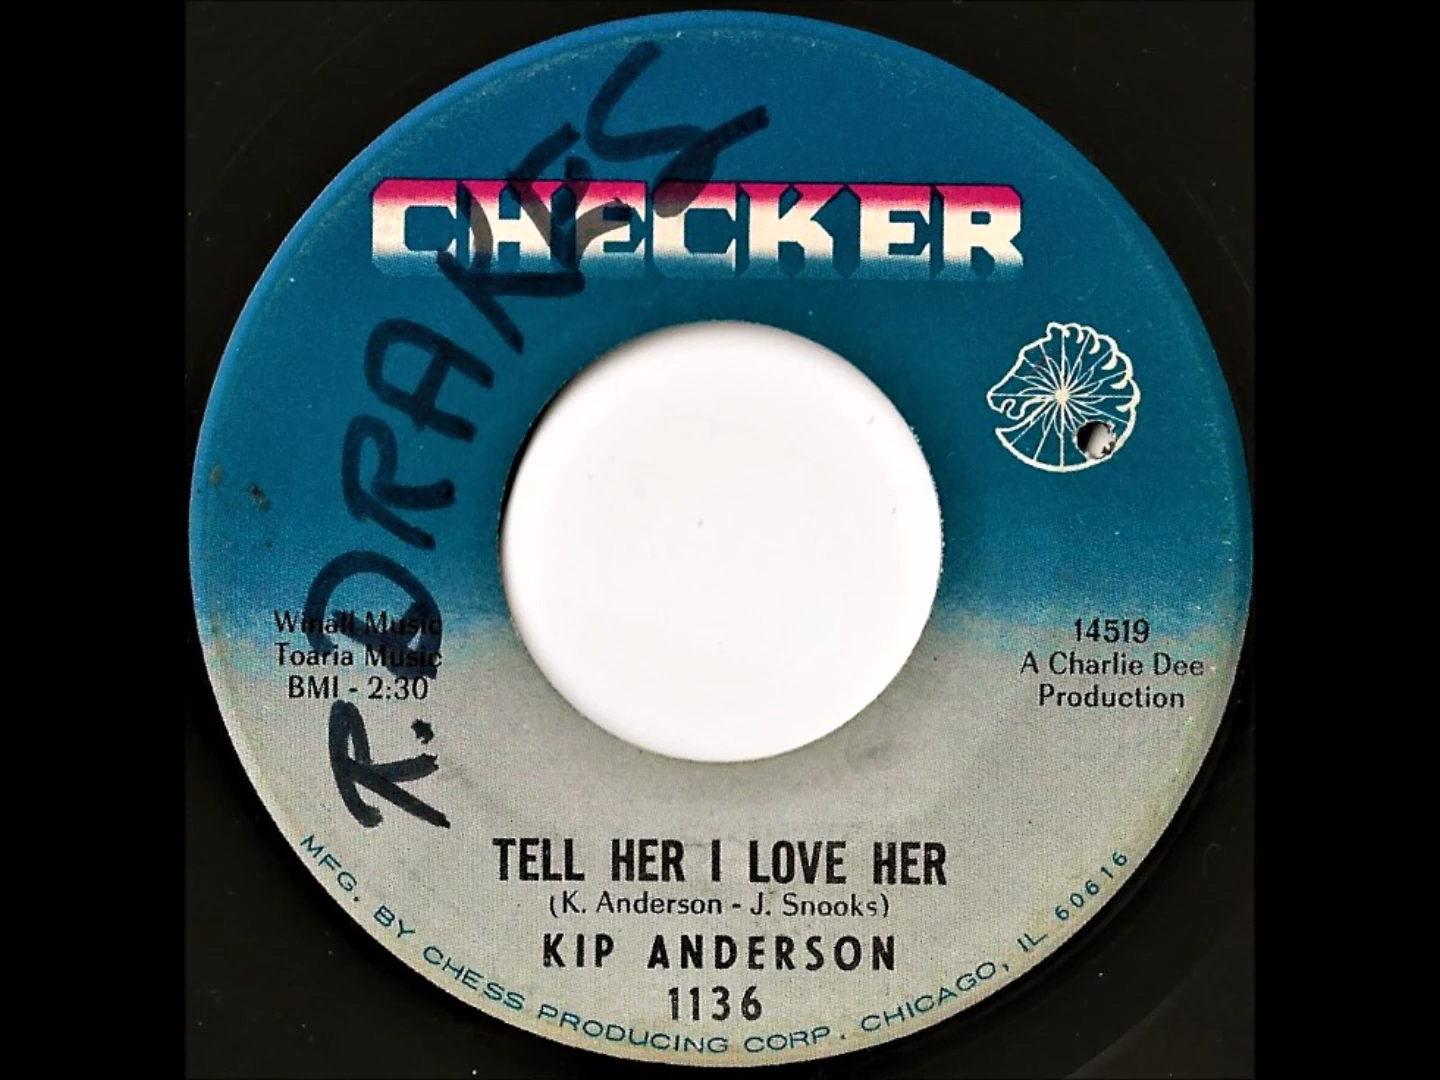 CHECKER
R. DRAKES
Winall Music
Toaria Music
BMI - 2:30
14519
A Charlie Dee
Production
TELL HER I LOVE HER
(K. Anderson - J. Snooks)
KIP ANDERSON
1136
MFG. BY CHESS PRODUCING CORP. CHICAGO, IL 60616